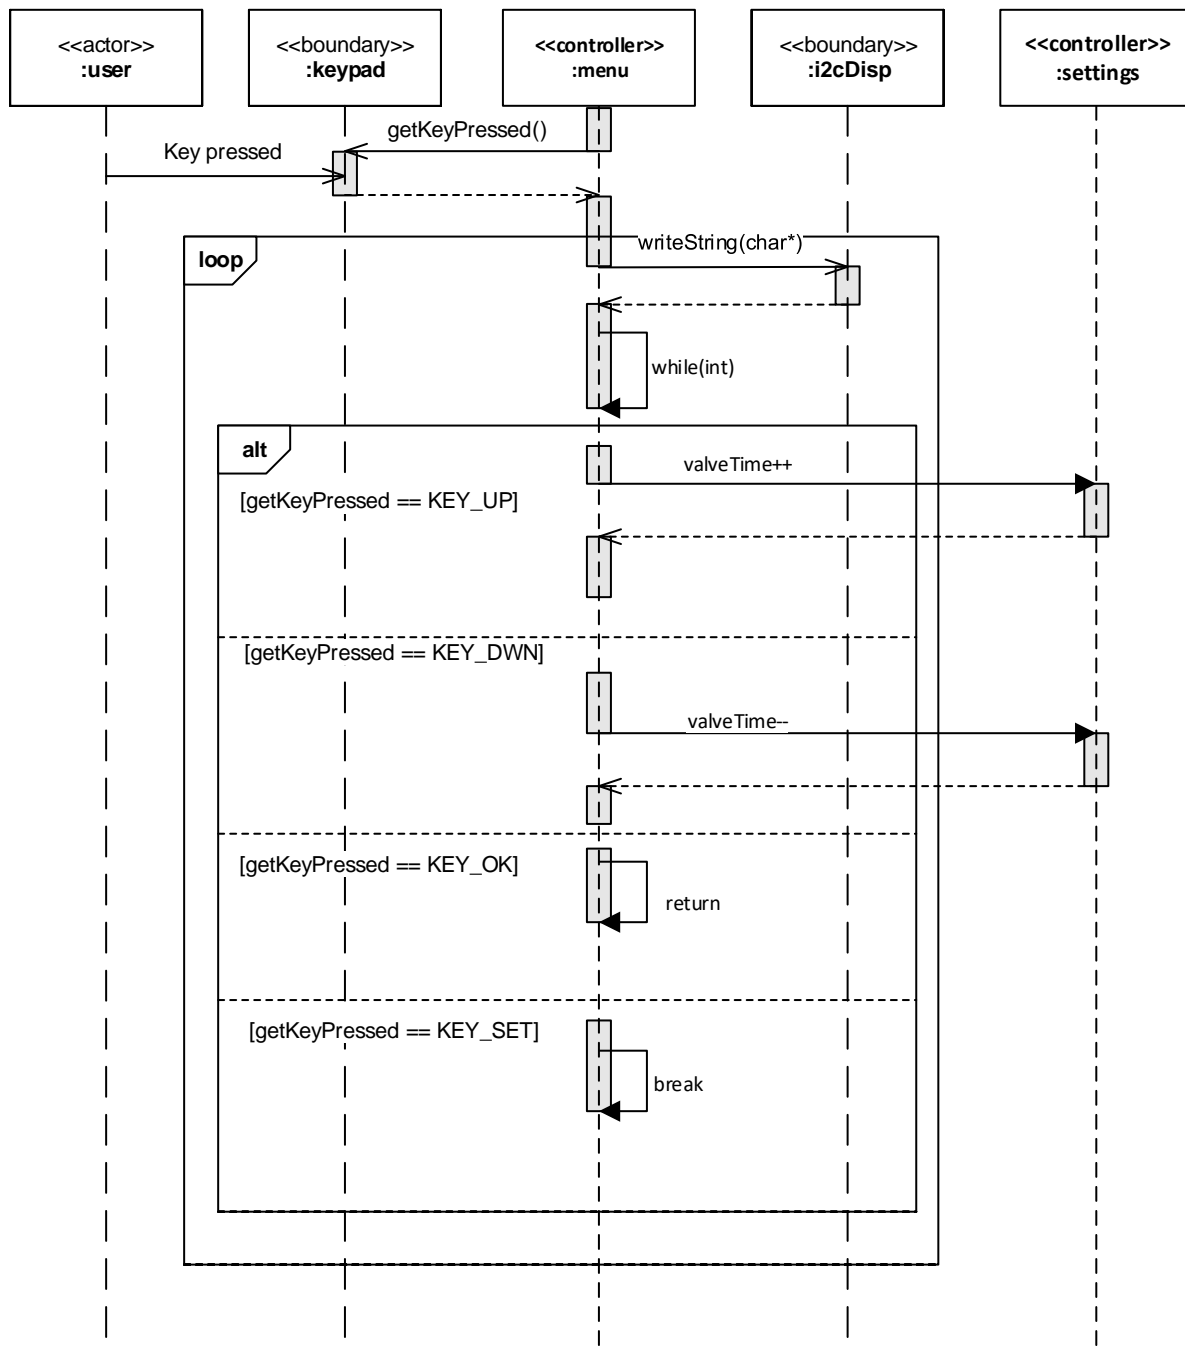 <<actor>>
:user
<<boundary>>
:keypad
<<controller>>
:menu
<<boundary>>
:i2cDisp
<<controller>>
:settings
getKeyPressed()
Key pressed
writeString(char*)
loop
while(int)
alt
valveTime++
[getKeyPressed == KEY_UP]
[getKeyPressed == KEY_DWN]
valveTime--
[getKeyPressed == KEY_OK]
return
[getKeyPressed == KEY_SET]
break